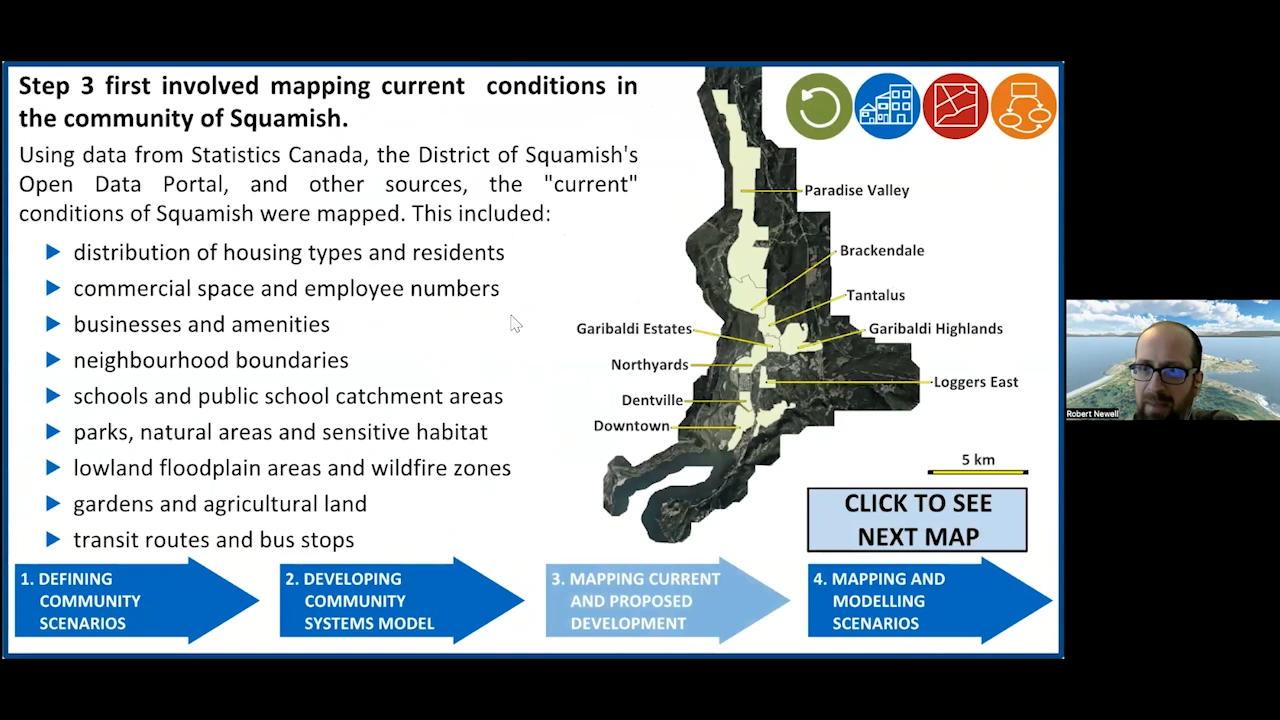 Step 3 first involved mapping current conditions in
the community of Squamish.
Using data from Statistics Canada, the District of Squamish's
Open Data Portal, and other sources, the "current"
conditions of Squamish were mapped. This included:
distribution of housing types and residents
commercial space and employee numbers
businesses and amenities
neighbourhood boundaries
schools and public school catchment areas
parks, natural areas and sensitive habitat
lowland floodplain areas and wildfire zones
gardens and agricultural land
transit routes and bus stops
Paradise Valley
Brackendale
Tantalus
Garibaldi Estates
Garibaldi Highlands
Northyards
Loggers East
Dentville
Downtown
5 km
CLICK TO SEE
NEXT MAP
1. DEFINING
COMMUNITY
SCENARIOS
2. DEVELOPING
COMMUNITY
SYSTEMS MODEL
3. MAPPING CURRENT
AND PROPOSED
DEVELOPMENT
4. MAPPING AND
MODELLING
SCENARIOS
Robert Newell